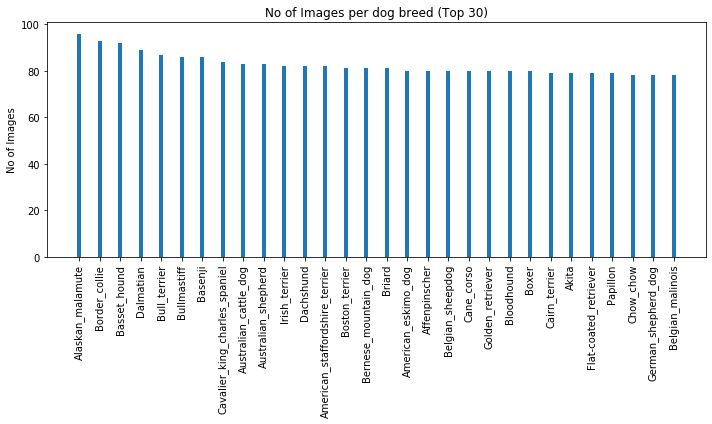 No of Images per dog breed (Top 30)
No of Images
100
80
60
40
20
0
Alaskan_malamute
Border_collie
Basset_hound
Dalmatian
Bull_terrier
Bullmastiff
Basenji
Cavalier_king_charles_spaniel
Australian_cattle_dog
Australian_shepherd
Irish_terrier
Dachshund
American_staffordshire_terrier
Boston_terrier
Bernese_mountain_dog
Briard
American_eskimo_dog
Affenpinscher
Belgian_sheepdog
Cane_corso
Golden_retriever
Bloodhound
Boxer
Cairn_terrier
Akita
Flat-coated_retriever
Papillon
Chow_chow
German_shepherd_dog
Belgian_malinois